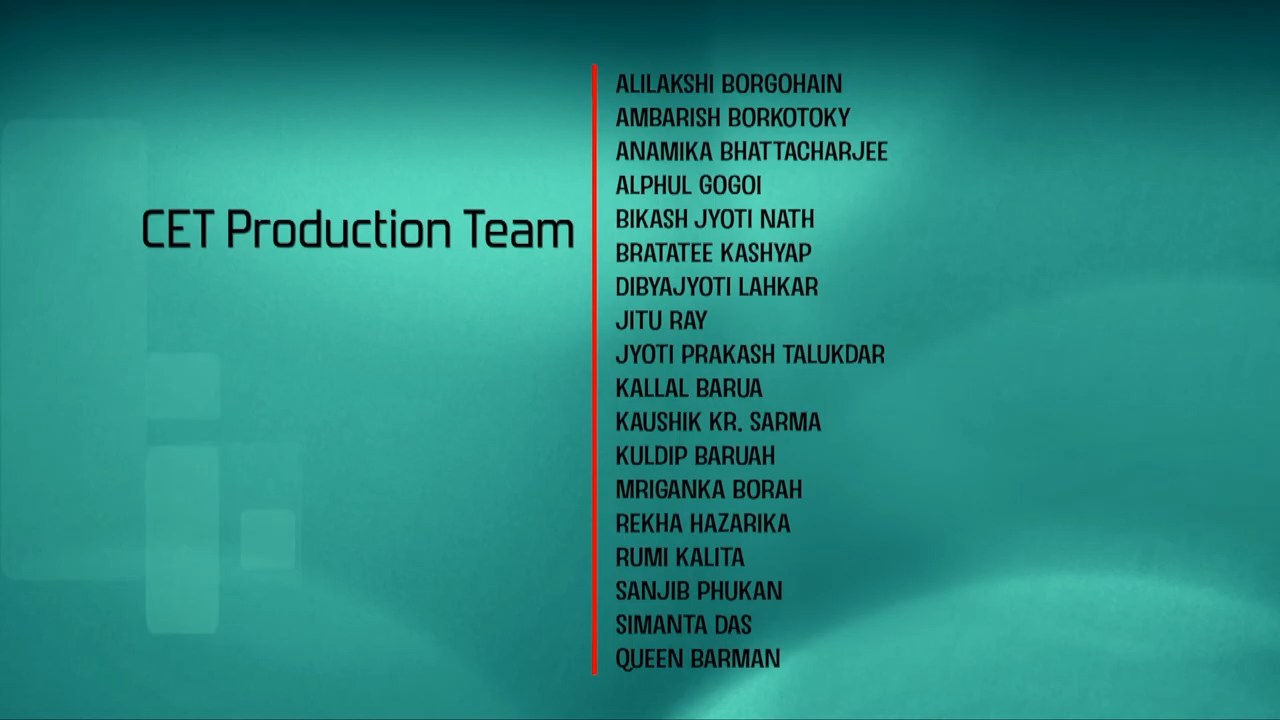 CET Production Team
ALILAKSHI BORGOHAIN
AMBARISH BORKOTOKY
ANAMIKA BHATTACHARJEE
ALPHUL GOGOI
BIKASH JYOTI NATH
BRATATEE KASHYAP
DIBYAJYOTI LAHKAR
JITU RAY
JYOTI PRAKASH TALUKDAR
KALLAL BARUA
KAUSHIK KR. SARMA
KULDIP BARUAH
MRIGANKA BORAH
REKHA HAZARIKA
RUMI KALITA
SANJIB PHUKAN
SIMANTA DAS
QUEEN BARMAN